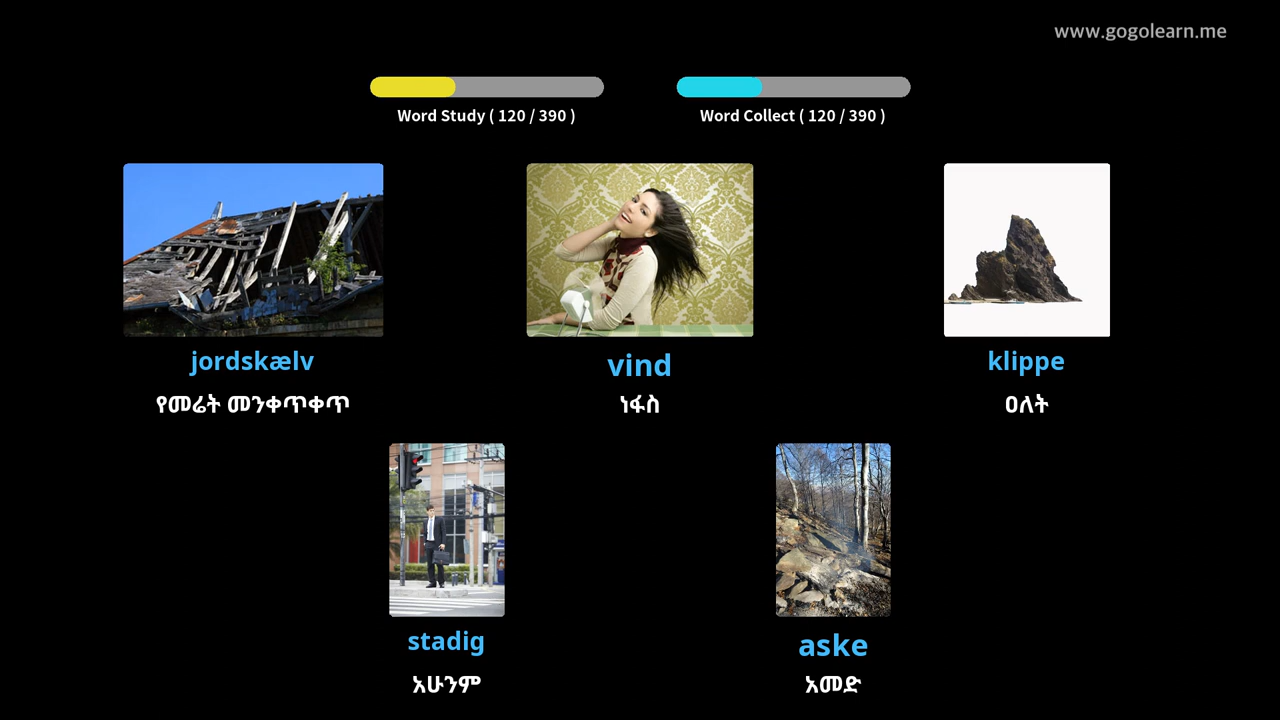 www.gogolearn.me
Word Study ( 120 / 390 )
Word Collect ( 120 / 390 )
jordskælv
የመሬት መንቀጥቀጥ
vind
ነፋስ
klippe
ዐለት
stadig
አሁንም
aske
አመድ